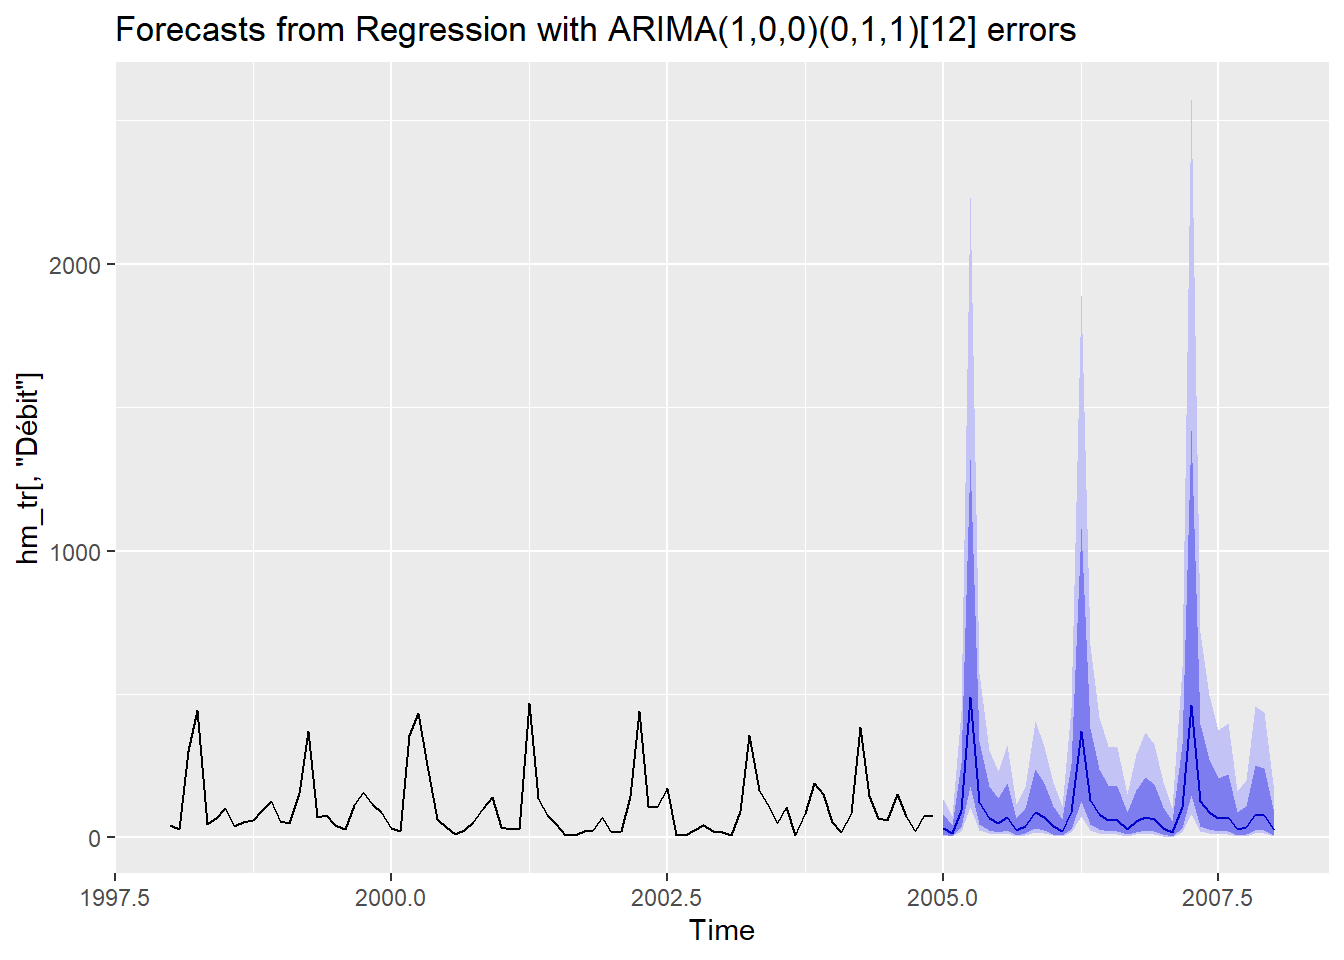 Forecasts from Regression with ARIMA(1,0,0)(0,1,1)[12] errors
hm_tr[, "Débit"]
2000
1000
0
1997.5 2000.0 2002.5 2005.0 2007.5
Time